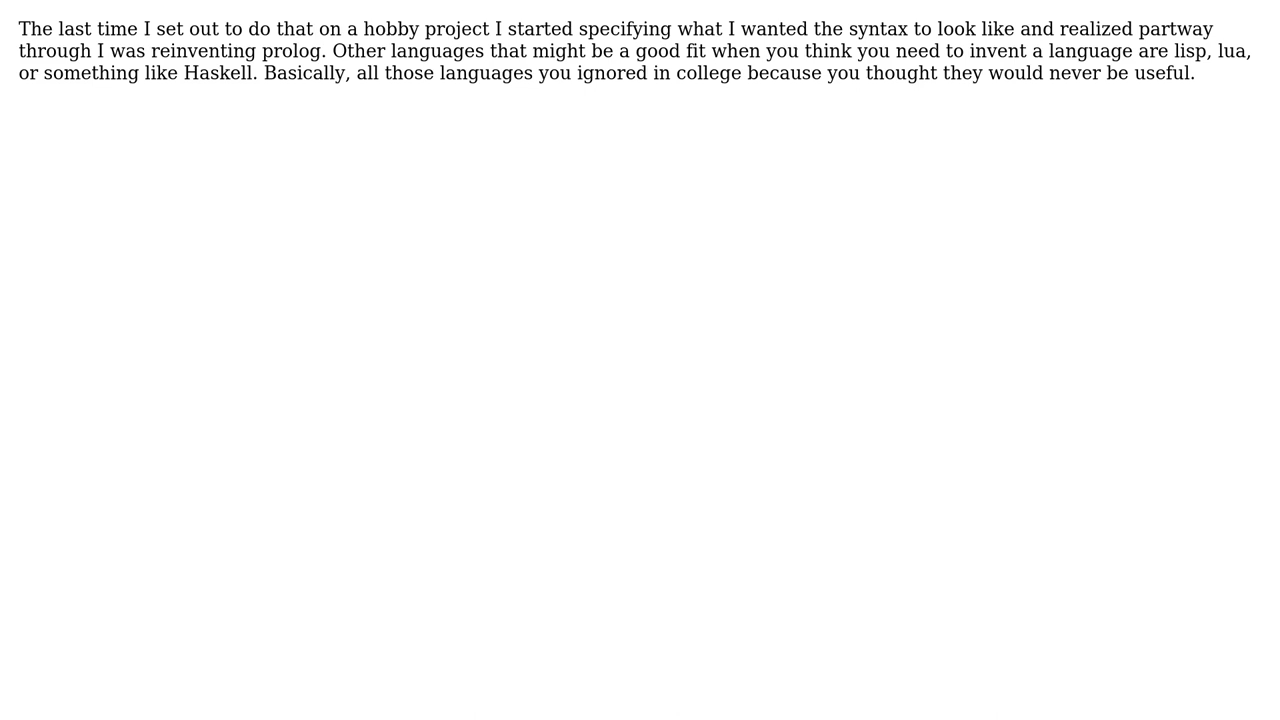 The last time I set out to do that on a hobby project I started specifying what I wanted the syntax to look like and realized partway
through I was reinventing prolog. Other languages that might be a good fit when you think you need to invent a language are lisp, lua,
or something like Haskell. Basically, all those languages you ignored in college because you thought they would never be useful.